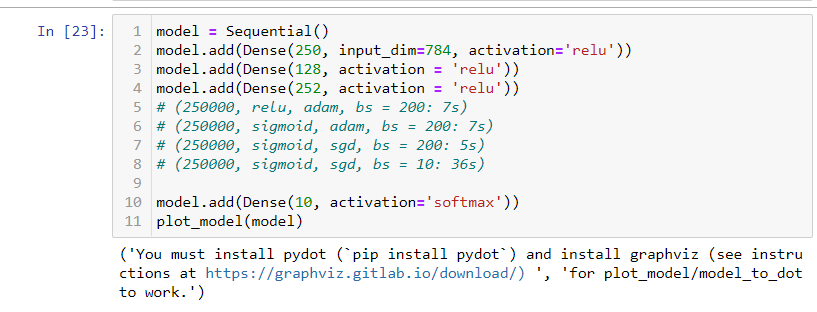 In [23]:
1 model = Sequential()
2 model.add(Dense(250, input_dim=784, activation='relu'))
3 model.add(Dense(128, activation = 'relu'))
4 model.add(Dense(252, activation = 'relu'))
5 # (250000, relu, adam, bs = 200: 7s)
6 # (250000, sigmoid, adam, bs = 200: 7s)
7 # (250000, sigmoid, sgd, bs = 200: 5s)
8 # (250000, sigmoid, sgd, bs = 10: 36s)
9
10 model.add(Dense(10, activation='softmax'))
11 plot_model(model)
('You must install pydot (`pip install pydot`) and install graphviz (see instru
ctions at https://graphviz.gitlab.io/download/) ', 'for plot_model/model_to_dot
to work.')